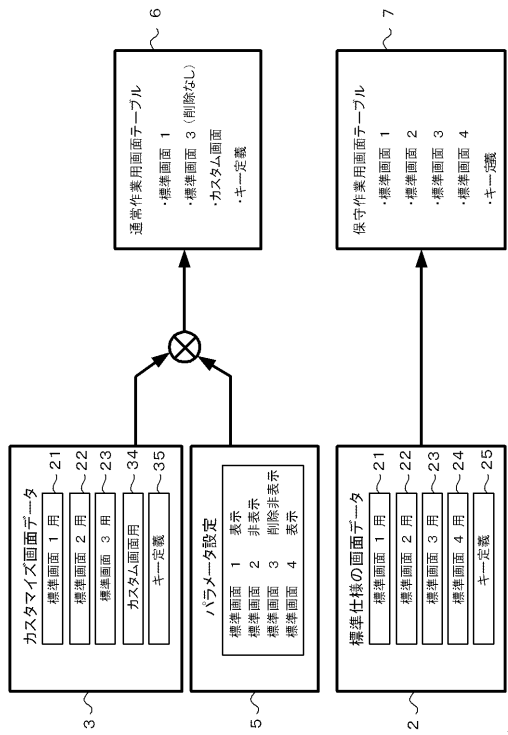 カスタマイズ画面データ
標準画面 1 用
21
標準画面 2 用
22
標準画面 3 用
23
カスタム画面用
34
キー定義
35
3
パラメータ設定
標準画面 1 表示
標準画面 2 非表示
標準画面 3 削除非表示
標準画面 4 表示
5
標準仕様の画面データ
標準画面 1 用
21
標準画面 2 用
22
標準画面 3 用
23
標準画面 4 用
24
キー定義
25
2
通常作業用画面テーブル
・標準画面 1
・標準画面 3 (削除なし)
・カスタム画面
・キー定義
6
保守作業用画面テーブル
・標準画面 1
・標準画面 2
・標準画面 3
・標準画面 4
・キー定義
7